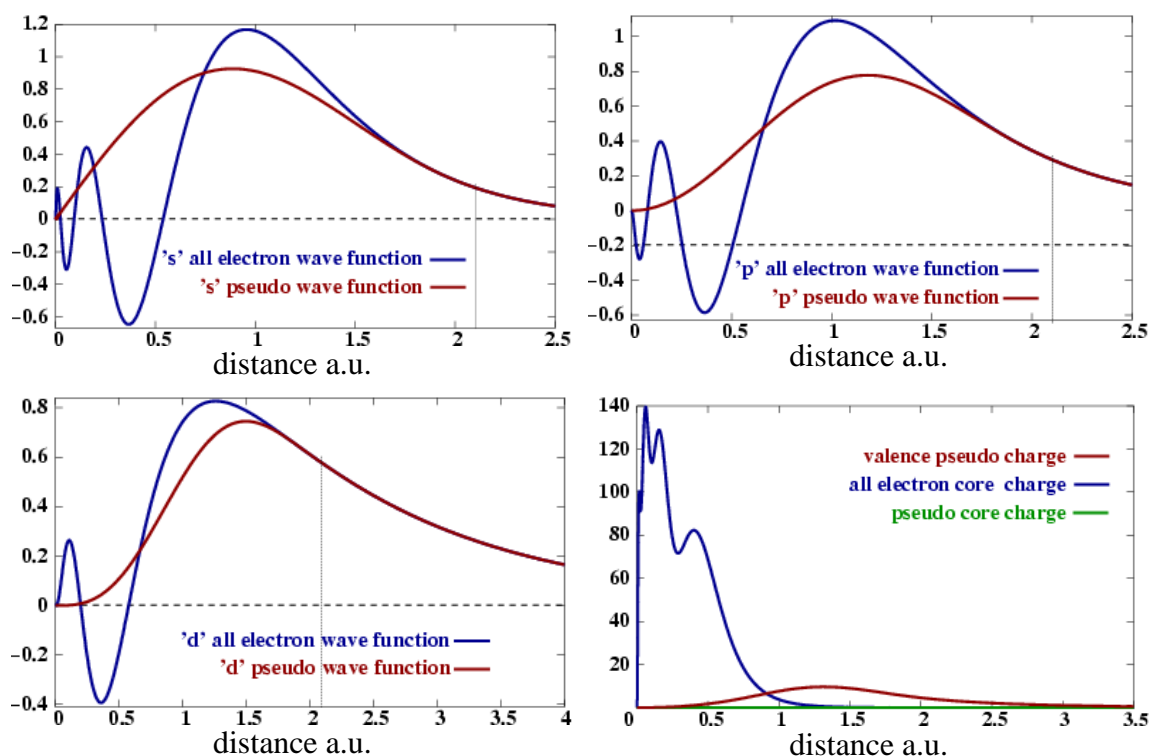 1.2
1
0.8
0.6
0.4
0.2
0
−0.2
−0.4
−0.6
's' all electron wave function
's' pseudo wave function
0 0.5 1 1.5 2 2.5
distance a.u.
1
0.8
0.6
0.4
0.2
0
−0.2
−0.4
−0.6
'p' all electron wave function
'p' pseudo wave function
0 0.5 1 1.5 2 2.5
distance a.u.
0.8
0.6
0.4
0.2
0
−0.2
−0.4
'd' all electron wave function
'd' pseudo wave function
0 0.5 1 1.5 2 2.5 3 3.5 4
distance a.u.
140
120
100
80
60
40
20
valence pseudo charge
all electron core charge
pseudo core charge
0 0.5 1 1.5 2 2.5 3 3.5
distance a.u.